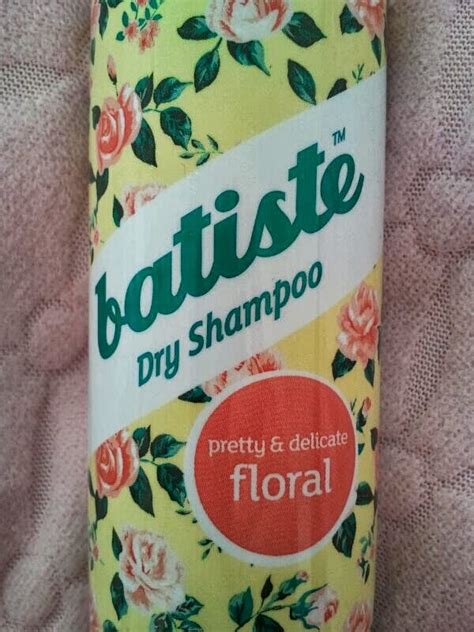 batiste™
Dry Shampoo
pretty & delicate
floral